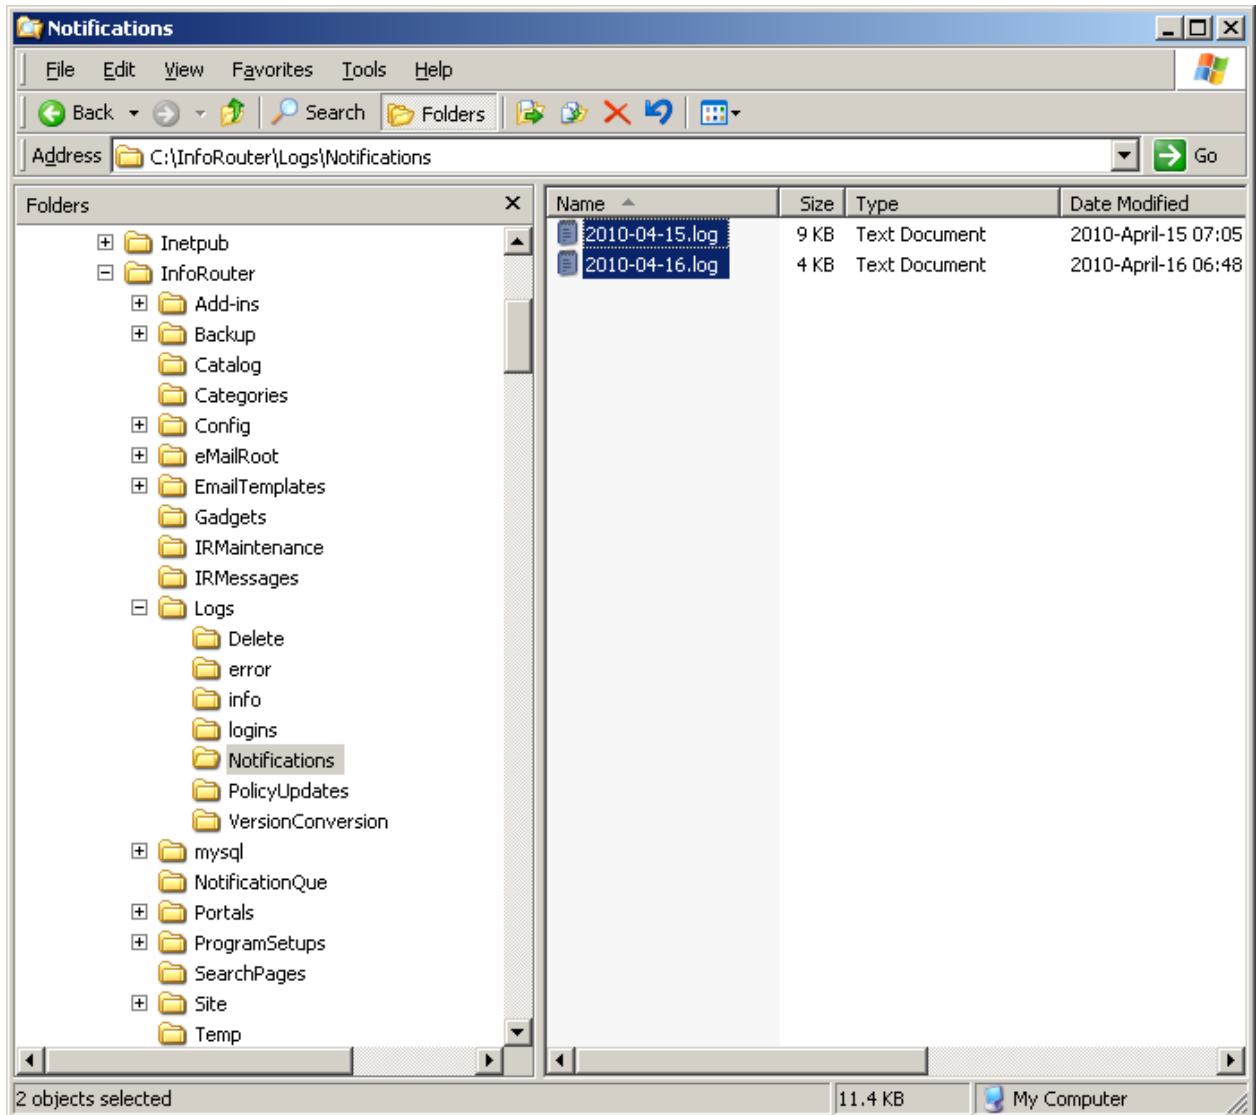 Notifications
File Edit View Favorites Tools Help
Back Search Folders
Address C:\InfoRouter\Logs\Notifications Go
Folders
Inetpub
InfoRouter
Add-ins
Backup
Catalog
Categories
Config
eMailRoot
EmailTemplates
Gadgets
IRMaintenance
IRMessages
Logs
Delete
error
info
logins
Notifications
PolicyUpdates
VersionConversion
mysql
NotificationQue
Portals
ProgramSetups
SearchPages
Site
Temp
Name Size Type Date Modified
2010-04-15.log 9 KB Text Document 2010-April-15 07:05
2010-04-16.log 4 KB Text Document 2010-April-16 06:48
2 objects selected 11.4 KB My Computer